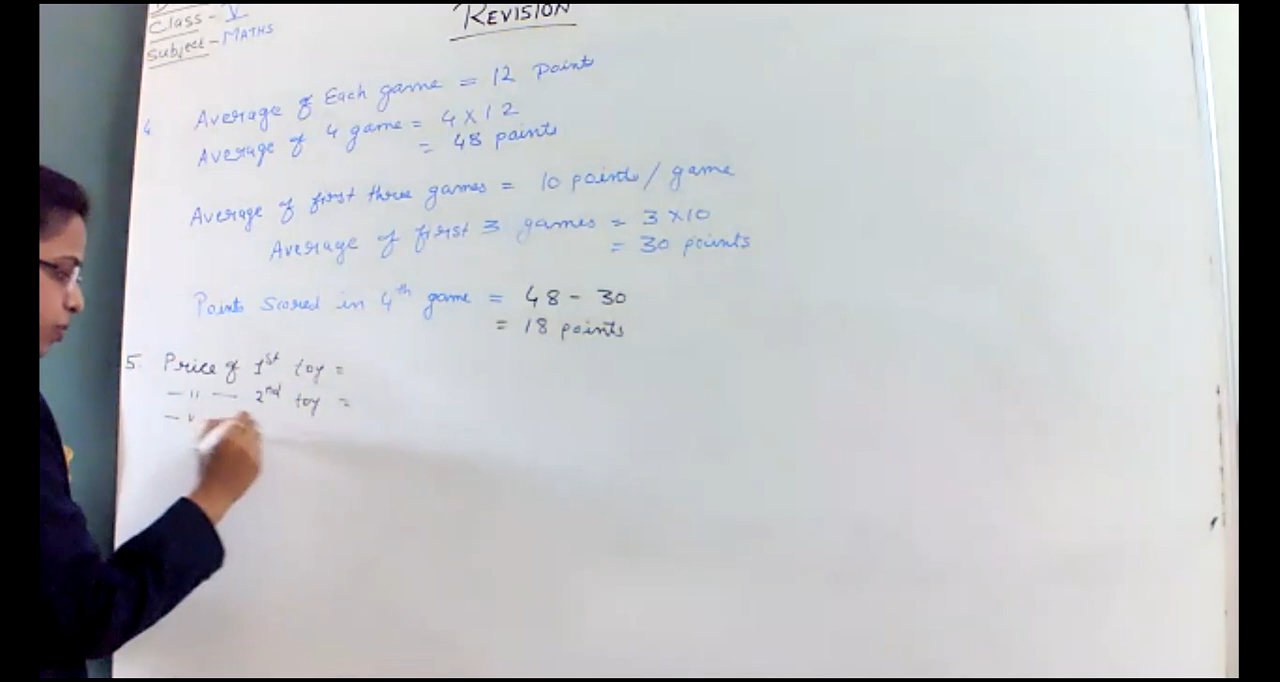 Class - V
Subject - MATHS
REVISION
4 Average of Each game = 12 Point
Average of 4 game = 4 x 12
= 48 points
Average of first three games = 10 points / game
Average of first 3 games = 3 x 10
= 30 points
Points Scored in 4th game = 48 - 30
= 18 points
5. Price of 1st toy =
— " — 2nd toy =
— "